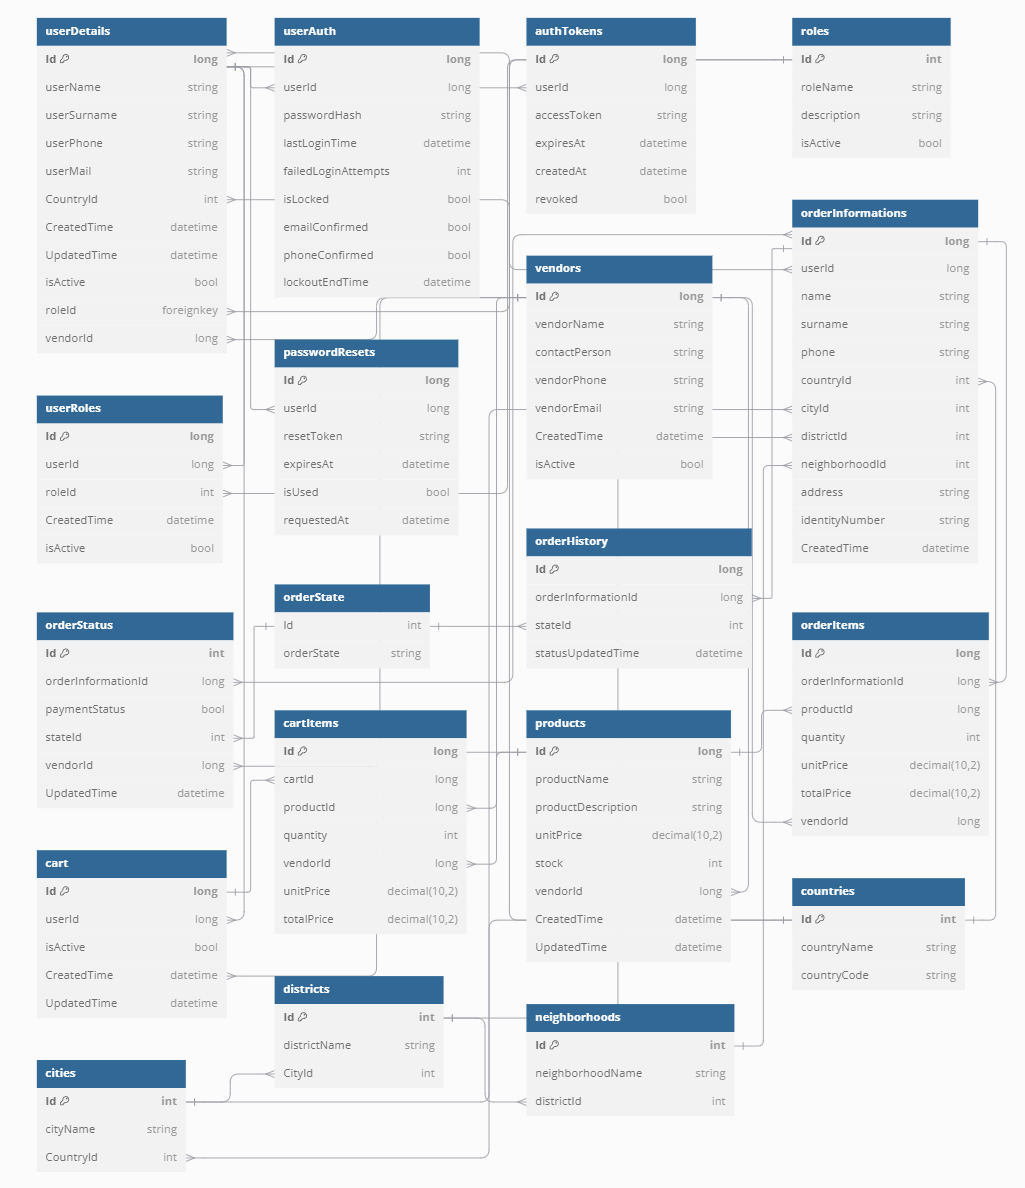 userDetails
Id long
userName string
userSurname string
userPhone string
userMail string
CountryId int
CreatedTime datetime
UpdatedTime datetime
isActive bool
roleId foreignkey
vendorId long
userAuth
Id long
userId long
passwordHash string
lastLoginTime datetime
failedLoginAttempts int
isLocked bool
emailConfirmed bool
phoneConfirmed bool
lockoutEndTime datetime
authTokens
Id long
userId long
accessToken string
expiresAt datetime
createdAt datetime
revoked bool
roles
Id int
roleName string
description string
isActive bool
orderInformations
Id long
userId long
name string
surname string
phone string
countryId int
cityId int
districtId int
neighborhoodId int
address string
identityNumber string
CreatedTime datetime
vendors
Id long
vendorName string
contactPerson string
vendorPhone string
vendorEmail string
CreatedTime datetime
isActive bool
passwordResets
Id long
userId long
resetToken string
expiresAt datetime
isUsed bool
requestedAt datetime
userRoles
Id long
userId long
roleId int
CreatedTime datetime
isActive bool
orderHistory
Id long
orderInformationId long
stateId int
statusUpdatedTime datetime
orderState
Id int
orderState string
orderStatus
Id int
orderInformationId long
paymentStatus bool
stateId int
vendorId long
UpdatedTime datetime
orderItems
Id long
orderInformationId long
productId long
quantity int
unitPrice decimal(10,2)
totalPrice decimal(10,2)
vendorId long
cartItems
Id long
cartId long
productId long
quantity int
vendorId long
unitPrice decimal(10,2)
totalPrice decimal(10,2)
products
Id long
productName string
productDescription string
unitPrice decimal(10,2)
stock int
vendorId long
CreatedTime datetime
UpdatedTime datetime
cart
Id long
userId long
isActive bool
CreatedTime datetime
UpdatedTime datetime
countries
Id int
countryName string
countryCode string
districts
Id int
districtName string
CityId int
neighborhoods
Id int
neighborhoodName string
districtId int
cities
Id int
cityName string
CountryId int